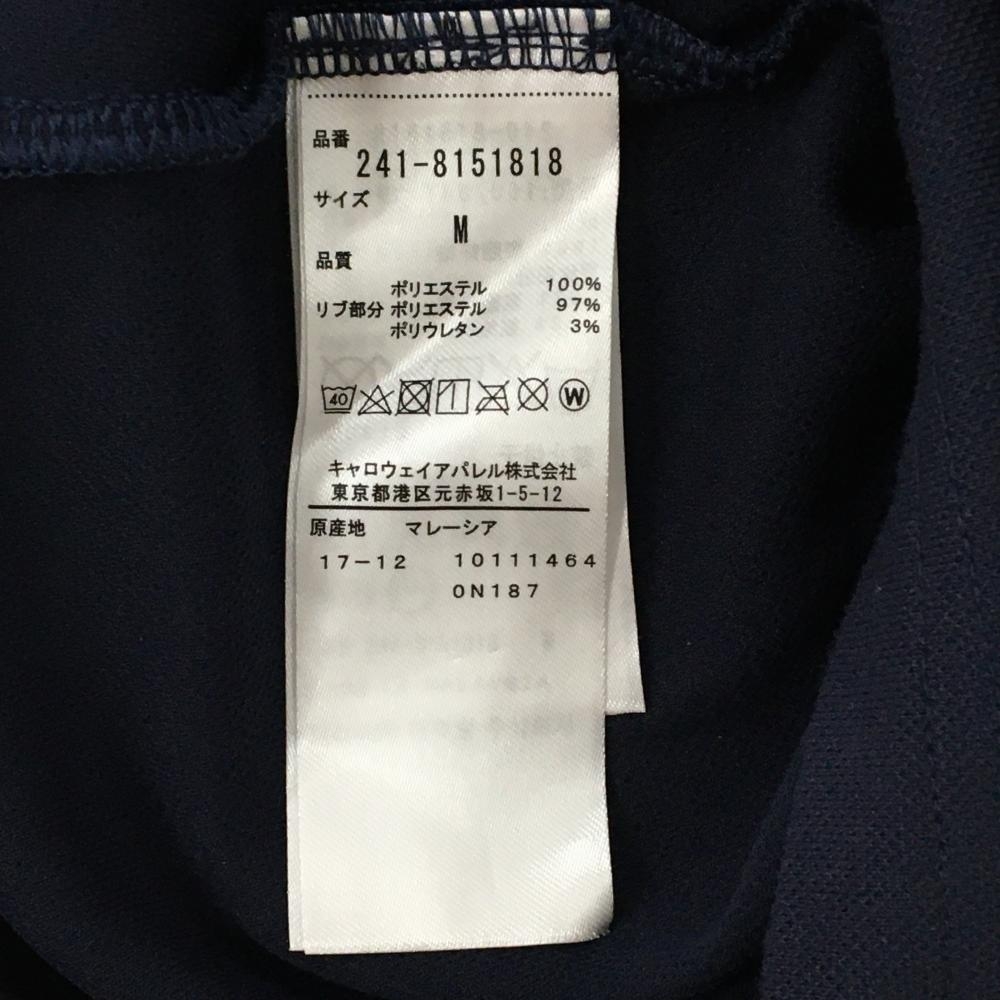 品番
241-8151818
サイズ
M
品質
ポリエステル 100%
リブ部分 ポリエステル 97%
ポリウレタン 3%
40 W
キャロウェイアパレル株式会社
東京都港区元赤坂1-5-12
原産地 マレーシア
17-12 10111464
0N187